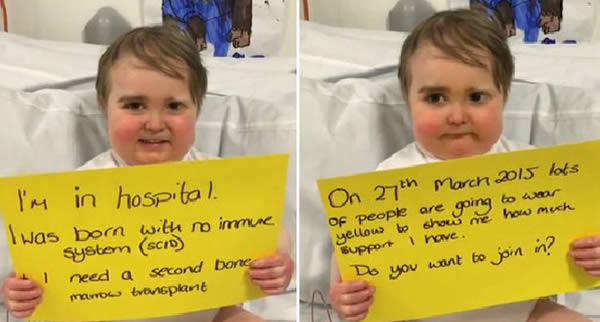 I'm in hospital.
I was born with no immune
system (SCID)
I need a second bone
marrow transplant
On 27th March 2015 lots
of people are going to wear
yellow to show me how much
support I have.
Do you want to join in?